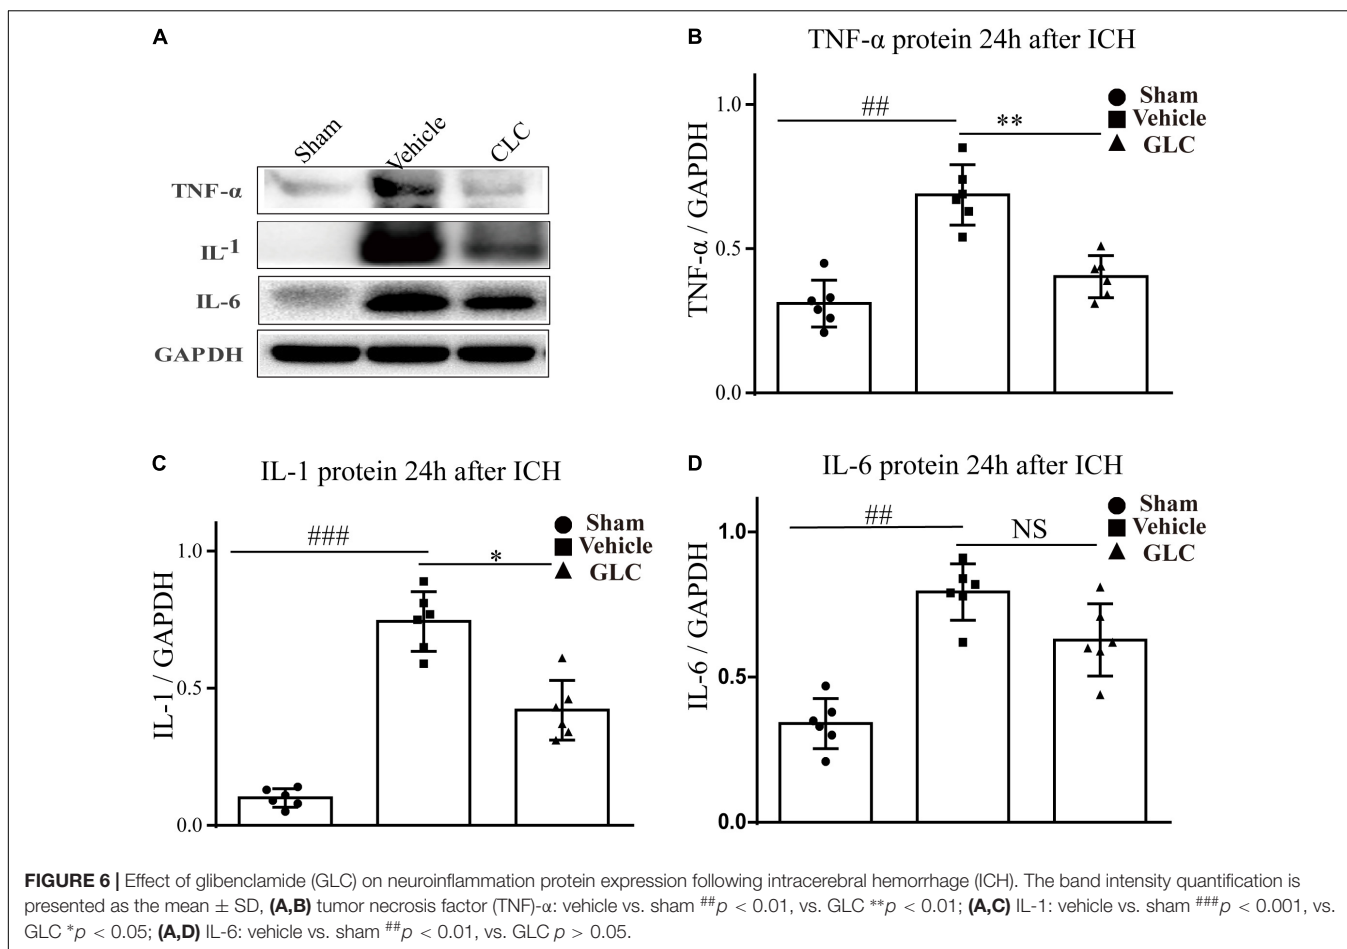 A
Sham Vehicle CLC
TNF-α
IL-1
IL-6
GAPDH
B
TNF-α protein 24h after ICH
TNF-α / GAPDH
1.0
0.5
0.0
##
**
Sham
Vehicle
GLC
C
IL-1 protein 24h after ICH
IL-1 / GAPDH
1.0
0.5
0.0
###
*
Sham
Vehicle
GLC
D
IL-6 protein 24h after ICH
IL-6 / GAPDH
1.0
0.5
0.0
##
NS
Sham
Vehicle
GLC
FIGURE 6 | Effect of glibenclamide (GLC) on neuroinflammation protein expression following intracerebral hemorrhage (ICH). The band intensity quantification is
presented as the mean ± SD, (A,B) tumor necrosis factor (TNF)-α: vehicle vs. sham ##p < 0.01, vs. GLC **p < 0.01; (A,C) IL-1: vehicle vs. sham ###p < 0.001, vs.
GLC *p < 0.05; (A,D) IL-6: vehicle vs. sham ##p < 0.01, vs. GLC p > 0.05.